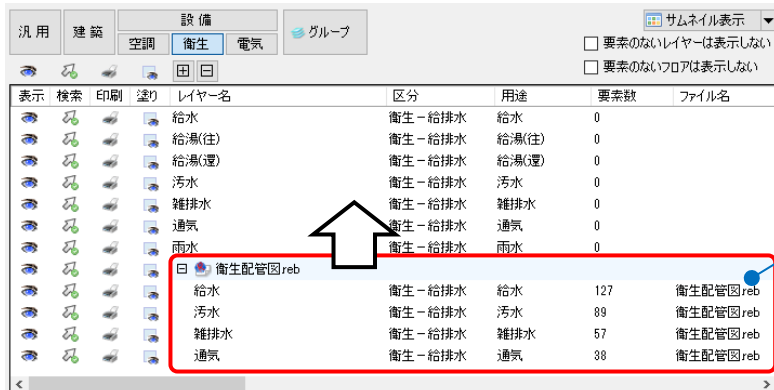 設備
汎用 建築 グループ サムネイル表示
空調 衛生 電気 要素のないレイヤーは表示しない
要素のないフロアは表示しない
表示 検索 印刷 塗り レイヤー名 区分 用途 要素数 ファイル名
給水 衛生－給排水 給水 0
給湯(往) 衛生－給排水 給湯(往) 0
給湯(還) 衛生－給排水 給湯(還) 0
汚水 衛生－給排水 汚水 0
雑排水 衛生－給排水 雑排水 0
通気 衛生－給排水 通気 0
雨水 衛生－給排水 雨水 0
衛生配管図.reb
給水 衛生－給排水 給水 127 衛生配管図.reb
汚水 衛生－給排水 汚水 89 衛生配管図.reb
雑排水 衛生－給排水 雑排水 57 衛生配管図.reb
通気 衛生－給排水 通気 38 衛生配管図.reb